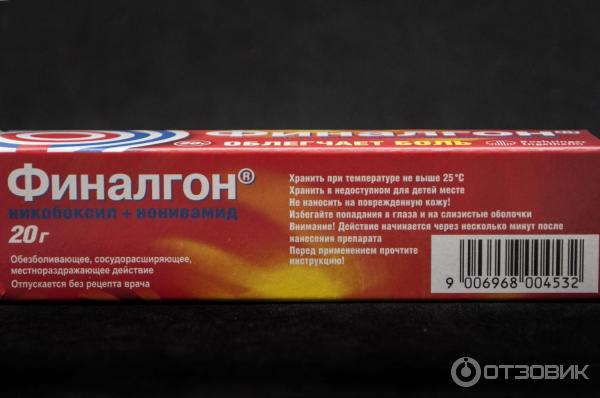 Финалгон®
ОБЛЕГЧАЕТ БОЛЬ
Финалгон®
никобоксил + нонивамид
20 г
Обезболивающее, сосудорасширяющее,
местнораздражающее действие
Отпускается без рецепта врача
Хранить при температуре не выше 25 °C
Хранить в недоступном для детей месте
Не наносить на поврежденную кожу!
Избегайте попадания в глаза и на слизистые оболочки
Внимание! Действие начинается через несколько минут после
нанесения препарата
Перед применением прочтите
инструкцию!
9 006968 004532
ОТЗОВИК